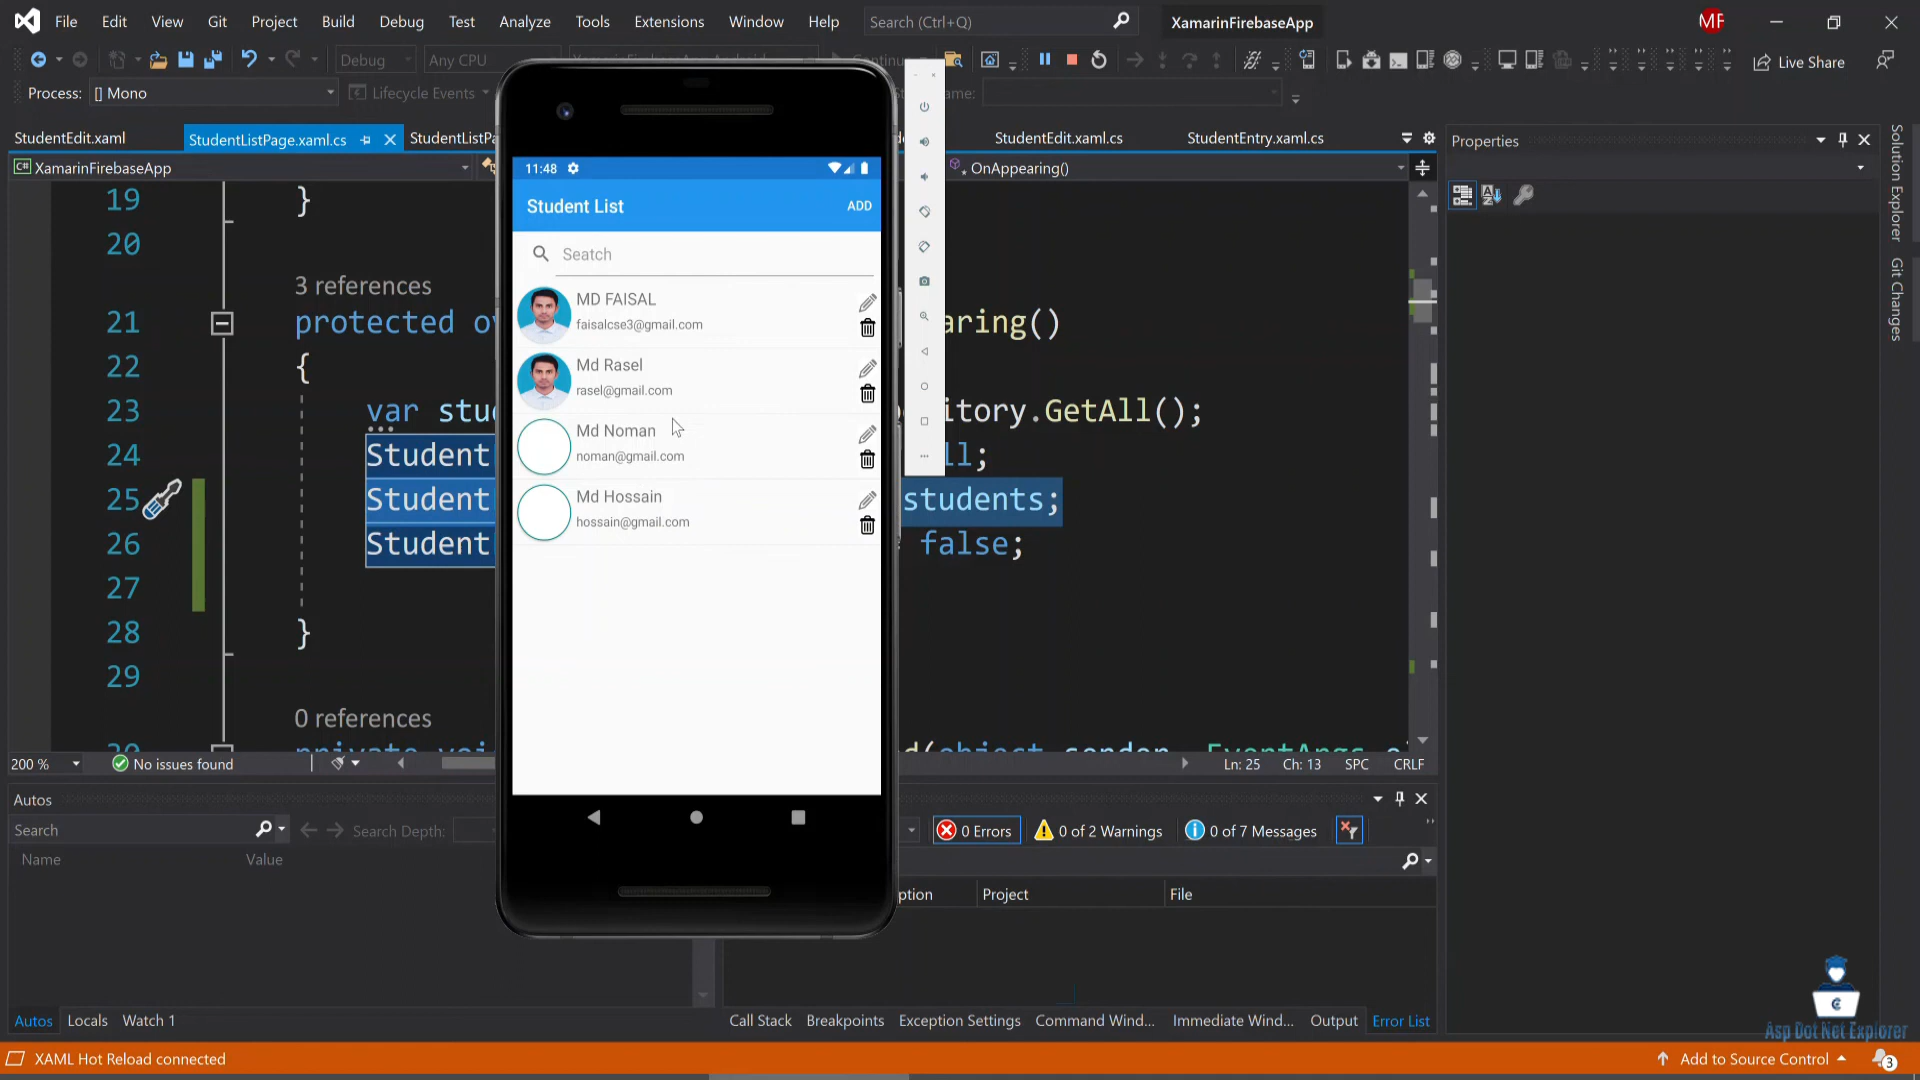 File Edit View Git Project Build Debug Test Analyze Tools Extensions Window Help Search (Ctrl+Q) XamarinFirebaseApp MF
Debug Any CPU Continue Live Share
Process: [] Mono Lifecycle Events
StudentEdit.xaml StudentListPage.xaml.cs StudentListPa StudentEdit.xaml.cs StudentEntry.xaml.cs
C# XamarinFirebaseApp OnAppearing()
Properties
Solution Explorer
Git Changes
19 }
20
3 references
21 protected ov aring()
22 {
23 var stu itory.GetAll();
24 Student ll;
25 Student students;
26 Student false;
27
28 }
29
0 references
11:48
Student List ADD
Seatch
MD FAISAL
faisalcse3@gmail.com
Md Rasel
rasel@gmail.com
Md Noman
noman@gmail.com
Md Hossain
hossain@gmail.com
200 % No issues found Ln: 25 Ch: 13 SPC CRLF
Autos
Search Search Depth:
Name Value
0 Errors 0 of 2 Warnings 0 of 7 Messages
ption Project File
Autos Locals Watch 1
Call Stack Breakpoints Exception Settings Command Wind... Immediate Wind... Output Error List
Asp Dot Net Explorer
XAML Hot Reload connected Add to Source Control 3